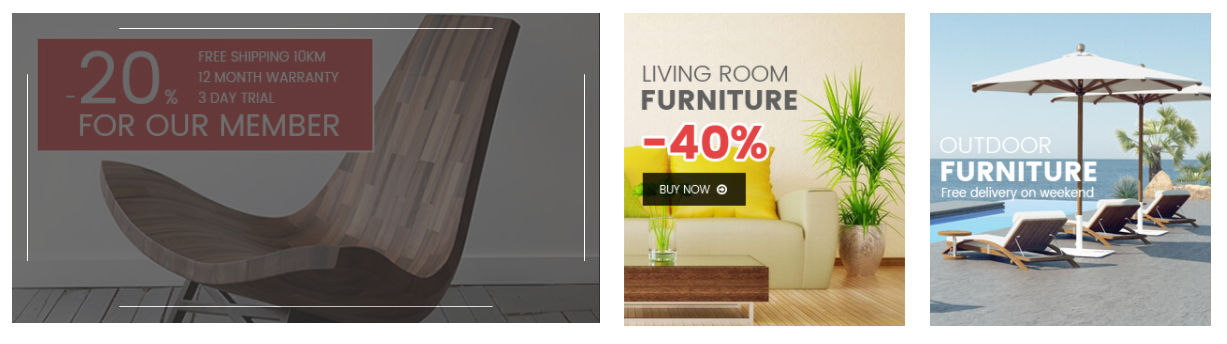 -20%
FREE SHIPPING 10KM
12 MONTH WARRANTY
3 DAY TRIAL
FOR OUR MEMBER
LIVING ROOM
FURNITURE
-40%
BUY NOW
OUTDOOR
FURNITURE
Free delivery on weekend